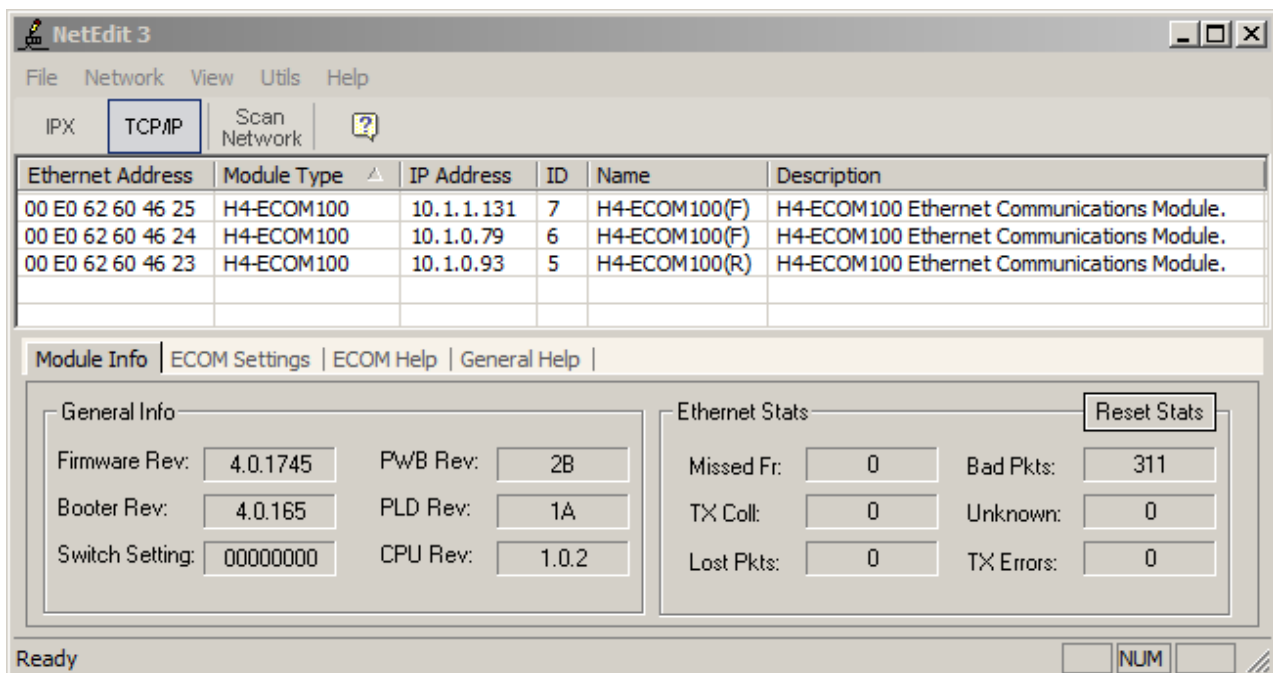 NetEdit 3
File Network View Utils Help
IPX TCP/IP Scan Network ?
Ethernet Address Module Type IP Address ID Name Description
00 E0 62 60 46 25 H4-ECOM100 10.1.1.131 7 H4-ECOM100(F) H4-ECOM100 Ethernet Communications Module.
00 E0 62 60 46 24 H4-ECOM100 10.1.0.79 6 H4-ECOM100(F) H4-ECOM100 Ethernet Communications Module.
00 E0 62 60 46 23 H4-ECOM100 10.1.0.93 5 H4-ECOM100(R) H4-ECOM100 Ethernet Communications Module.
Module Info ECOM Settings ECOM Help General Help
General Info Ethernet Stats Reset Stats
Firmware Rev: 4.0.1745 PWB Rev: 2B Missed Fr: 0 Bad Pkts: 311
Booter Rev: 4.0.165 PLD Rev: 1A TX Coll: 0 Unknown: 0
Switch Setting: 00000000 CPU Rev: 1.0.2 Lost Pkts: 0 TX Errors: 0
Ready NUM